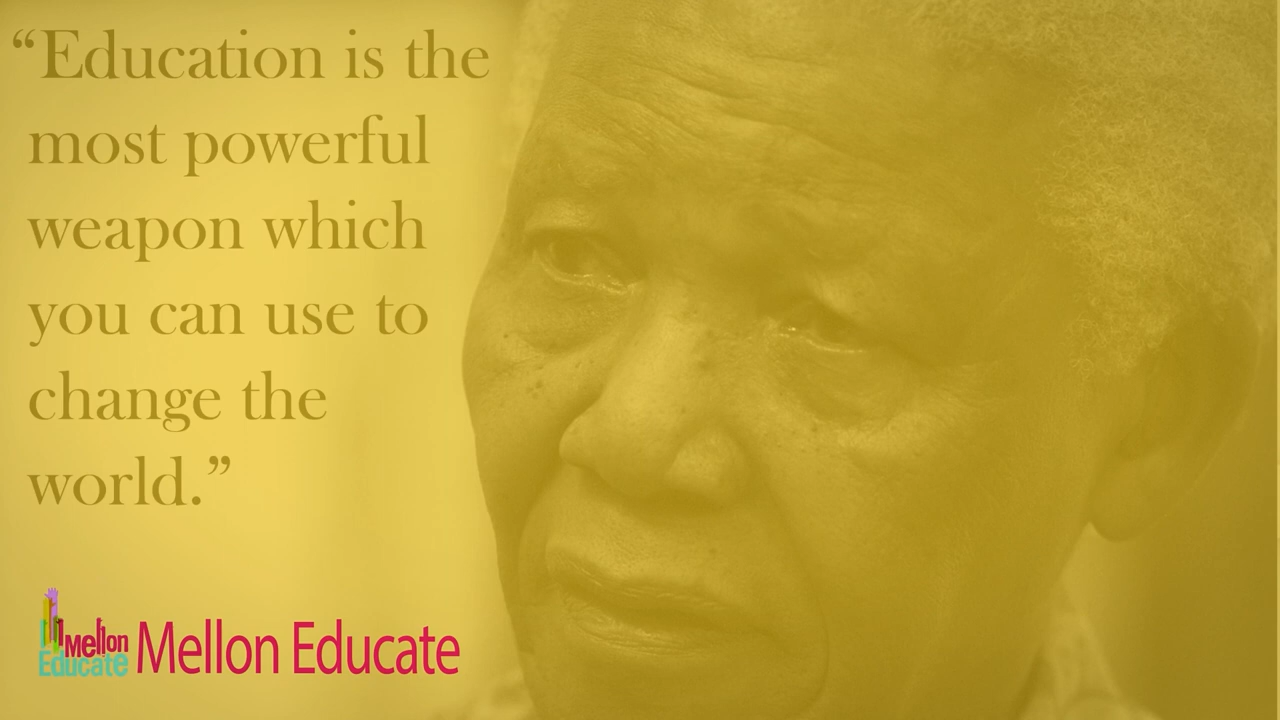 “Education is the
most powerful
weapon which
you can use to
change the
world.”
Mellon
Educate
Mellon Educate